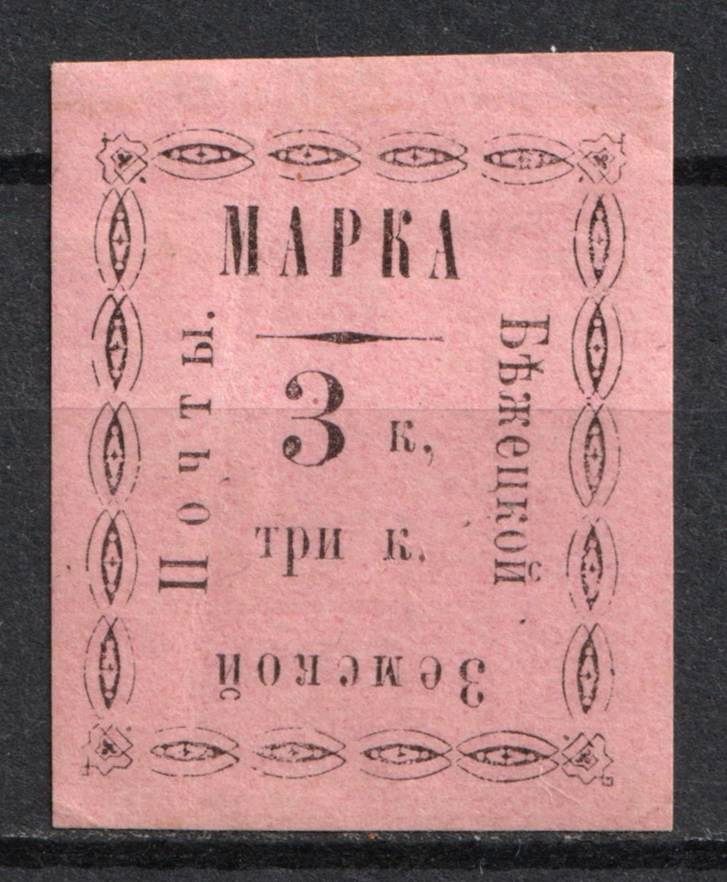 МАРКА
Бѣжецкой
Земской
Почты.
3 к,
три к.